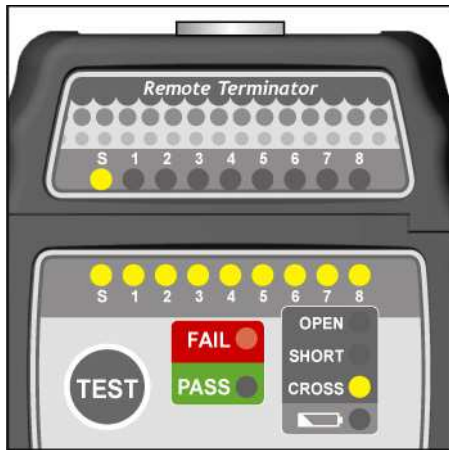 Remote Terminator
S 1 2 3 4 5 6 7 8
S 1 2 3 4 5 6 7 8
OPEN
FAIL
SHORT
TEST
PASS
CROSS